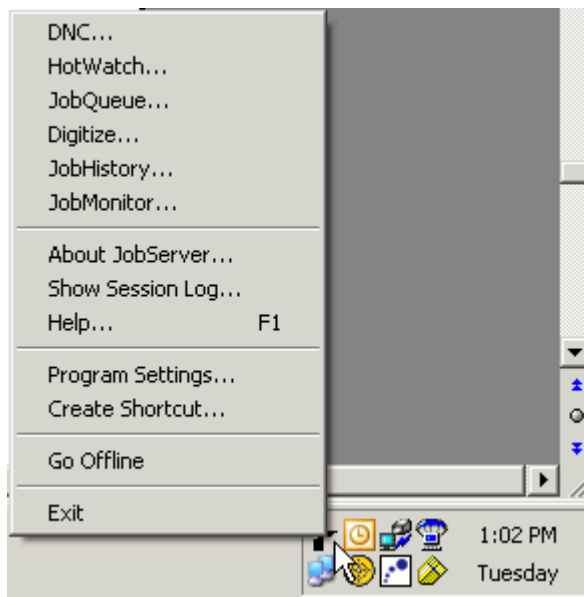 DNC...
HotWatch...
JobQueue...
Digitize...
JobHistory...
JobMonitor...
About JobServer...
Show Session Log...
Help... F1
Program Settings...
Create Shortcut...
Go Offline
Exit
1:02 PM
Tuesday